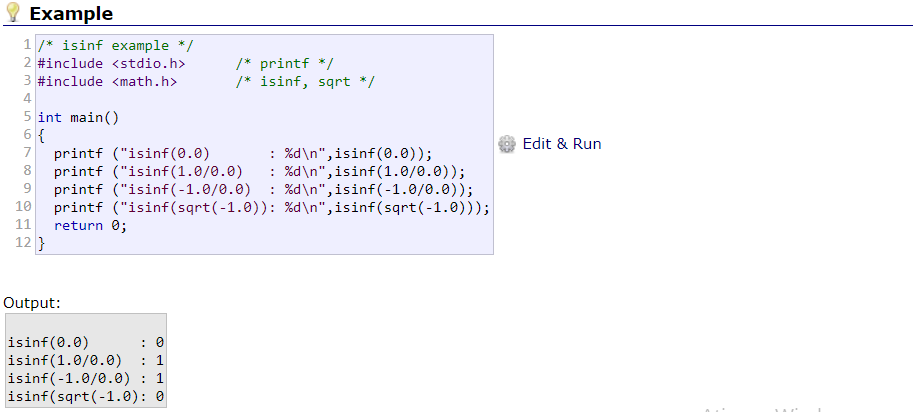 Example
1 /* isinf example */
2 #include <stdio.h>      /* printf */
3 #include <math.h>       /* isinf, sqrt */
4
5 int main()
6 {
7   printf ("isinf(0.0)       : %d\n",isinf(0.0));
8   printf ("isinf(1.0/0.0)   : %d\n",isinf(1.0/0.0));
9   printf ("isinf(-1.0/0.0)  : %d\n",isinf(-1.0/0.0));
10   printf ("isinf(sqrt(-1.0)): %d\n",isinf(sqrt(-1.0)));
11   return 0;
12 }
Edit & Run
Output:
isinf(0.0)      : 0
isinf(1.0/0.0)  : 1
isinf(-1.0/0.0) : 1
isinf(sqrt(-1.0): 0